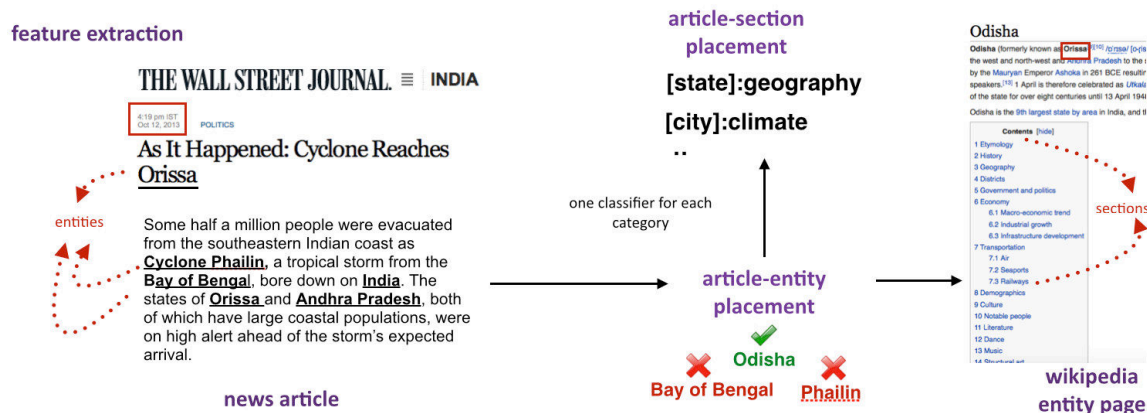 feature extraction
THE WALL STREET JOURNAL. ≡ INDIA
4:19 pm IST
Oct 12, 2013
POLITICS
As It Happened: Cyclone Reaches
Orissa
entities
Some half a million people were evacuated
from the southeastern Indian coast as
Cyclone Phailin, a tropical storm from the
Bay of Bengal, bore down on India. The
states of Orissa and Andhra Pradesh, both
of which have large coastal populations, were
on high alert ahead of the storm's expected
arrival.
news article
article-section
placement
[state]:geography
[city]:climate
..
one classifier for each
category
article-entity
placement
Odisha
Bay of Bengal
Phailin
Odisha
Odisha (formerly known as Orissa
the west and north-west and Andhra Pradesh to the
by the Mauryan Emperor Ashoka in 261 BCE
speakers.[10] 1 April is therefore celebrated as Utkala
of the state for over eight centuries until 13 April
Odisha is the 9th largest state by area in India, and
Contents [hide]
1 Etymology
2 History
3 Geography
4 Districts
5 Government and politics
6 Economy
6.1 Macro-economic trend
6.2 Industrial growth
6.3 Infrastructure development
7 Transportation
7.1 Air
7.2 Seaports
7.3 Railways
8 Demographics
9 Culture
10 Notable people
11 Literature
12 Dance
13 Music
14 Structural art
sections
wikipedia
entity page